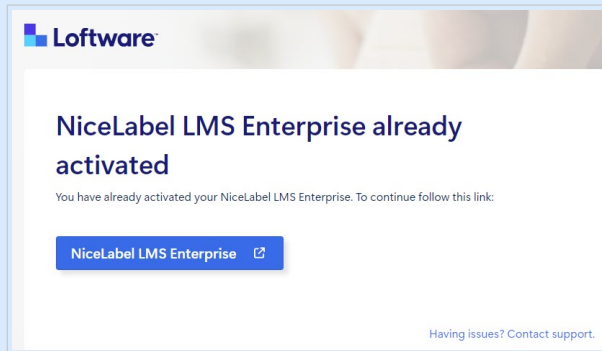 Loftware
NiceLabel LMS Enterprise already
activated
You have already activated your NiceLabel LMS Enterprise. To continue follow this link:
NiceLabel LMS Enterprise
Having issues? Contact support.